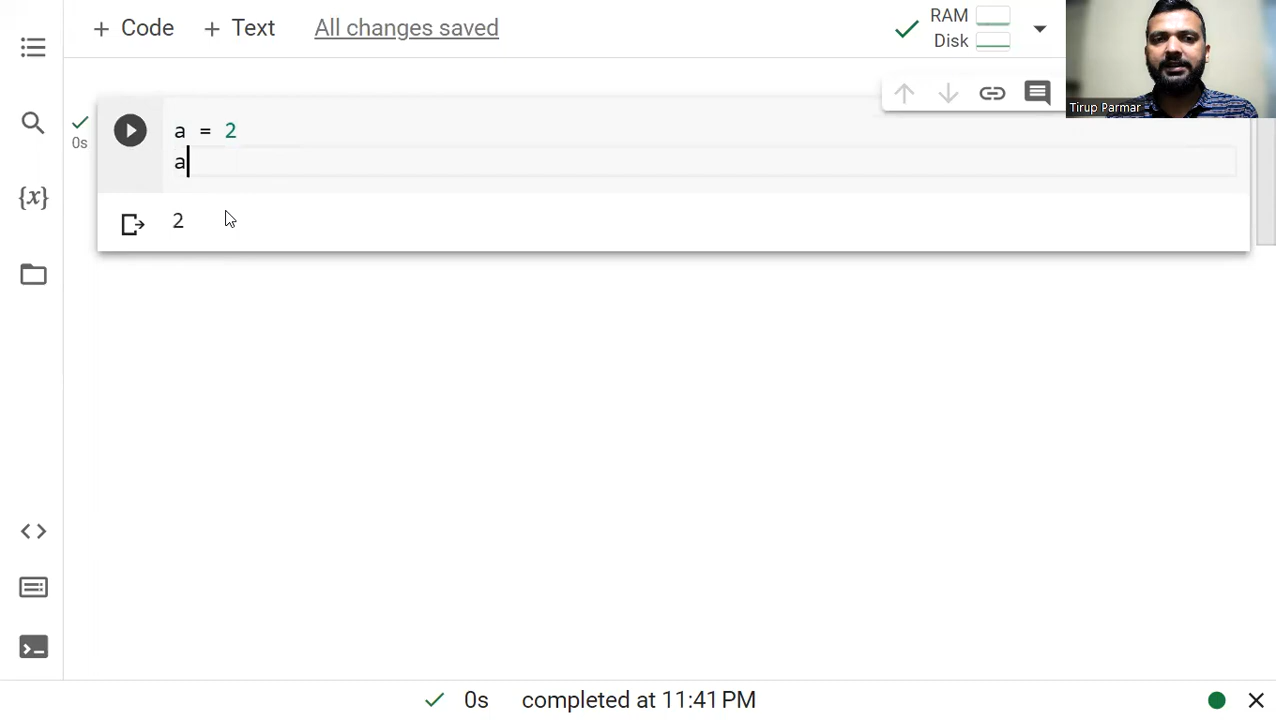 + Code + Text All changes saved
RAM
Disk
Tirup Parmar
0s
a = 2
a
{x}
2
0s completed at 11:41 PM